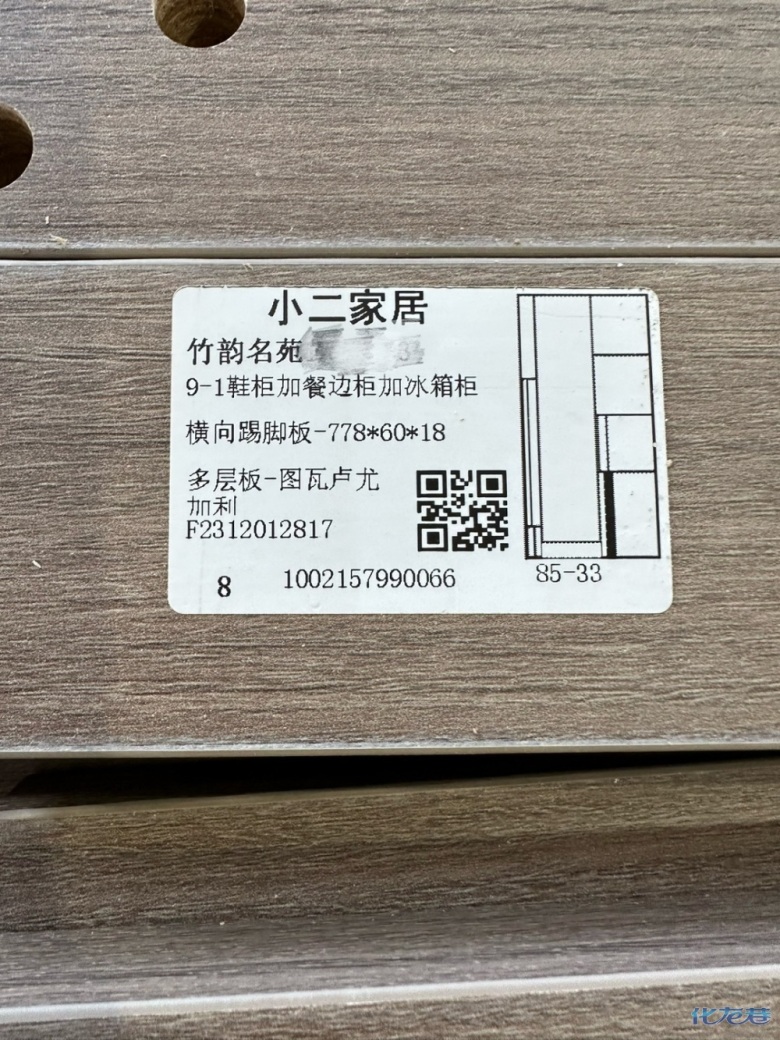 小二家居
竹韵名苑
9-1鞋柜加餐边柜加冰箱柜
横向踢脚板-778*60*18
多层板-图瓦卢尤
加利
F2312012817
8
1002157990066
85-33
化龙巷